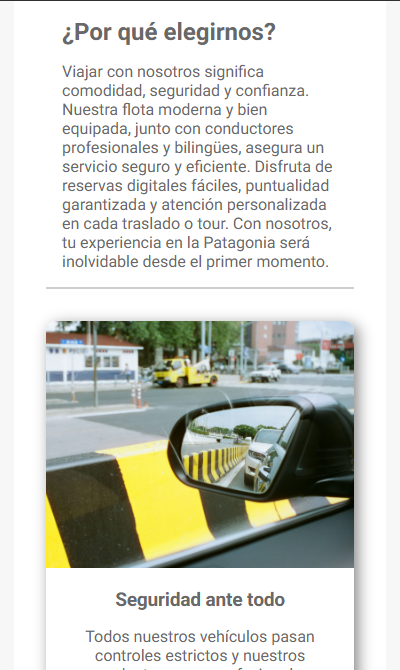 ¿Por qué elegirnos?
Viajar con nosotros significa
comodidad, seguridad y confianza.
Nuestra flota moderna y bien
equipada, junto con conductores
profesionales y bilingües, asegura un
servicio seguro y eficiente. Disfruta de
reservas digitales fáciles, puntualidad
garantizada y atención personalizada
en cada traslado o tour. Con nosotros,
tu experiencia en la Patagonia será
inolvidable desde el primer momento.
Seguridad ante todo
Todos nuestros vehículos pasan
controles estrictos y nuestros